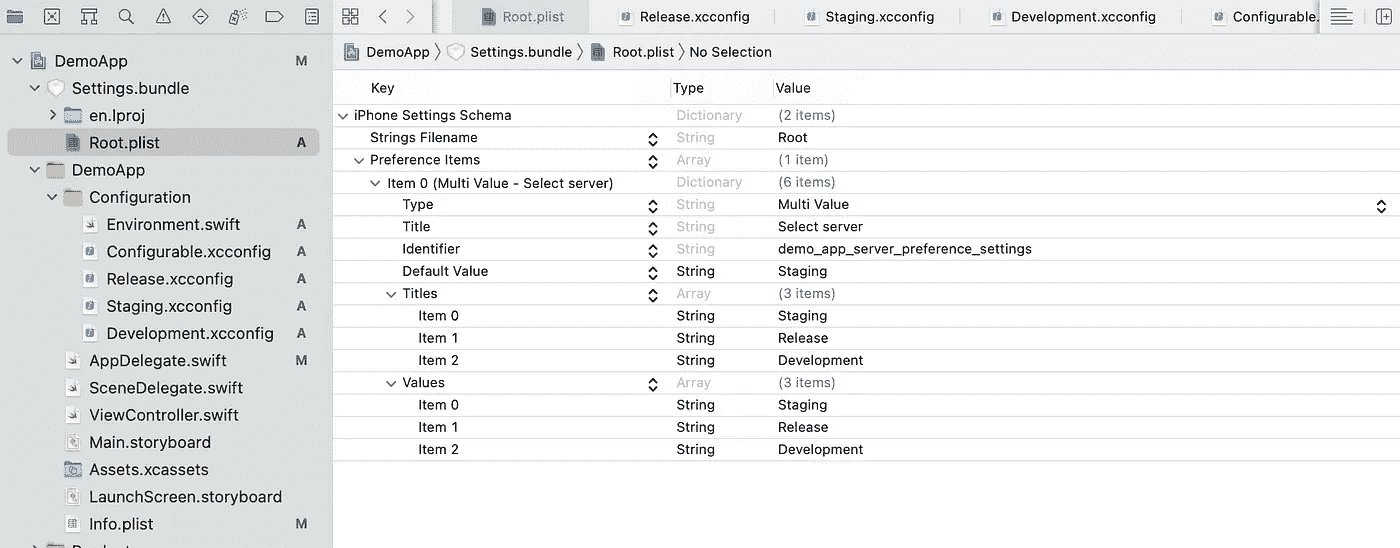 Root.plist Release.xcconfig Staging.xcconfig Development.xcconfig Configurable.
DemoApp M
Settings.bundle
en.lproj
Root.plist A
DemoApp
Configuration
Environment.swift A
Configurable.xcconfig A
Release.xcconfig A
Staging.xcconfig A
Development.xcconfig A
AppDelegate.swift M
SceneDelegate.swift
ViewController.swift
Main.storyboard
Assets.xcassets
LaunchScreen.storyboard
Info.plist M
DemoApp Settings.bundle Root.plist No Selection
Key Type Value
iPhone Settings Schema Dictionary (2 items)
Strings Filename String Root
Preference Items Array (1 item)
Item 0 (Multi Value - Select server) Dictionary (6 items)
Type String Multi Value
Title String Select server
Identifier String demo_app_server_preference_settings
Default Value String Staging
Titles Array (3 items)
Item 0 String Staging
Item 1 String Release
Item 2 String Development
Values Array (3 items)
Item 0 String Staging
Item 1 String Release
Item 2 String Development